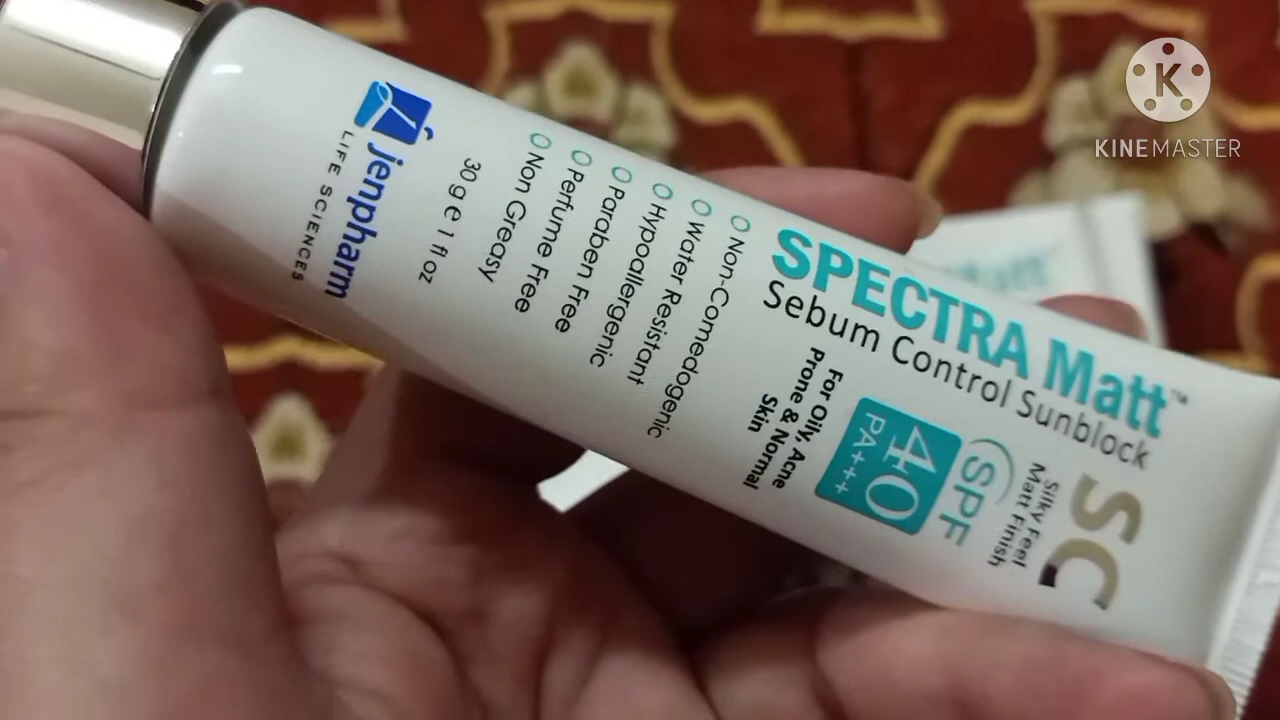 SPECTRA Matt™
Sebum Control Sunblock
SC
Silky Feel
Matt Finish
SPF
40
PA+++
For Oily, Acne
Prone & Normal
Skin
Non-Comedogenic
Water Resistant
Hypoallergenic
Paraben Free
Perfume Free
Non Greasy
30 g e 1 fl oz
jenpharm
LIFE SCIENCES
Matt
K
KINEMASTER